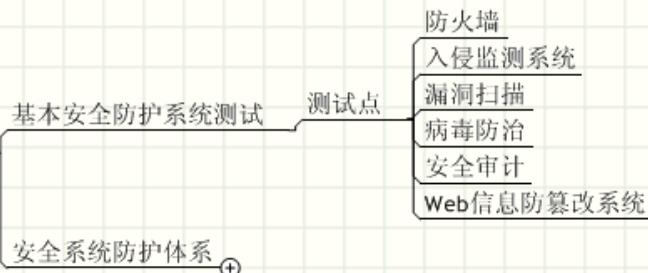 防火墙
入侵监测系统
漏洞扫描
病毒防治
安全审计
Web信息防篡改系统
测试点
基本安全防护系统测试
安全系统防护体系